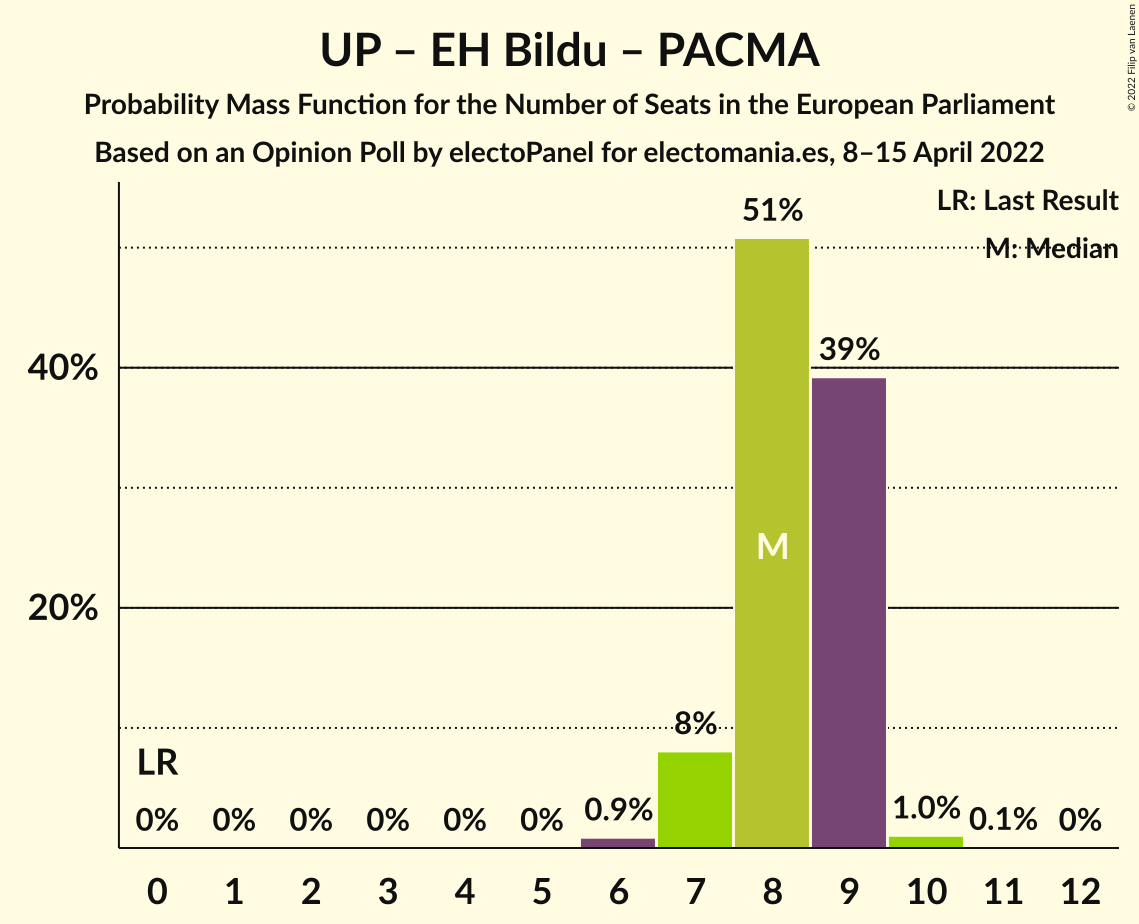 UP – EH Bildu – PACMA
Probability Mass Function for the Number of Seats in the European Parliament
Based on an Opinion Poll by electoPanel for electomania.es, 8–15 April 2022
© 2022 Filip van Laenen
LR: Last Result
M: Median
51%
39%
40%
M
20%
8%
LR
0% 0% 0% 0% 0% 0% 0.9% 1.0% 0.1% 0%
0 1 2 3 4 5 6 7 8 9 10 11 12